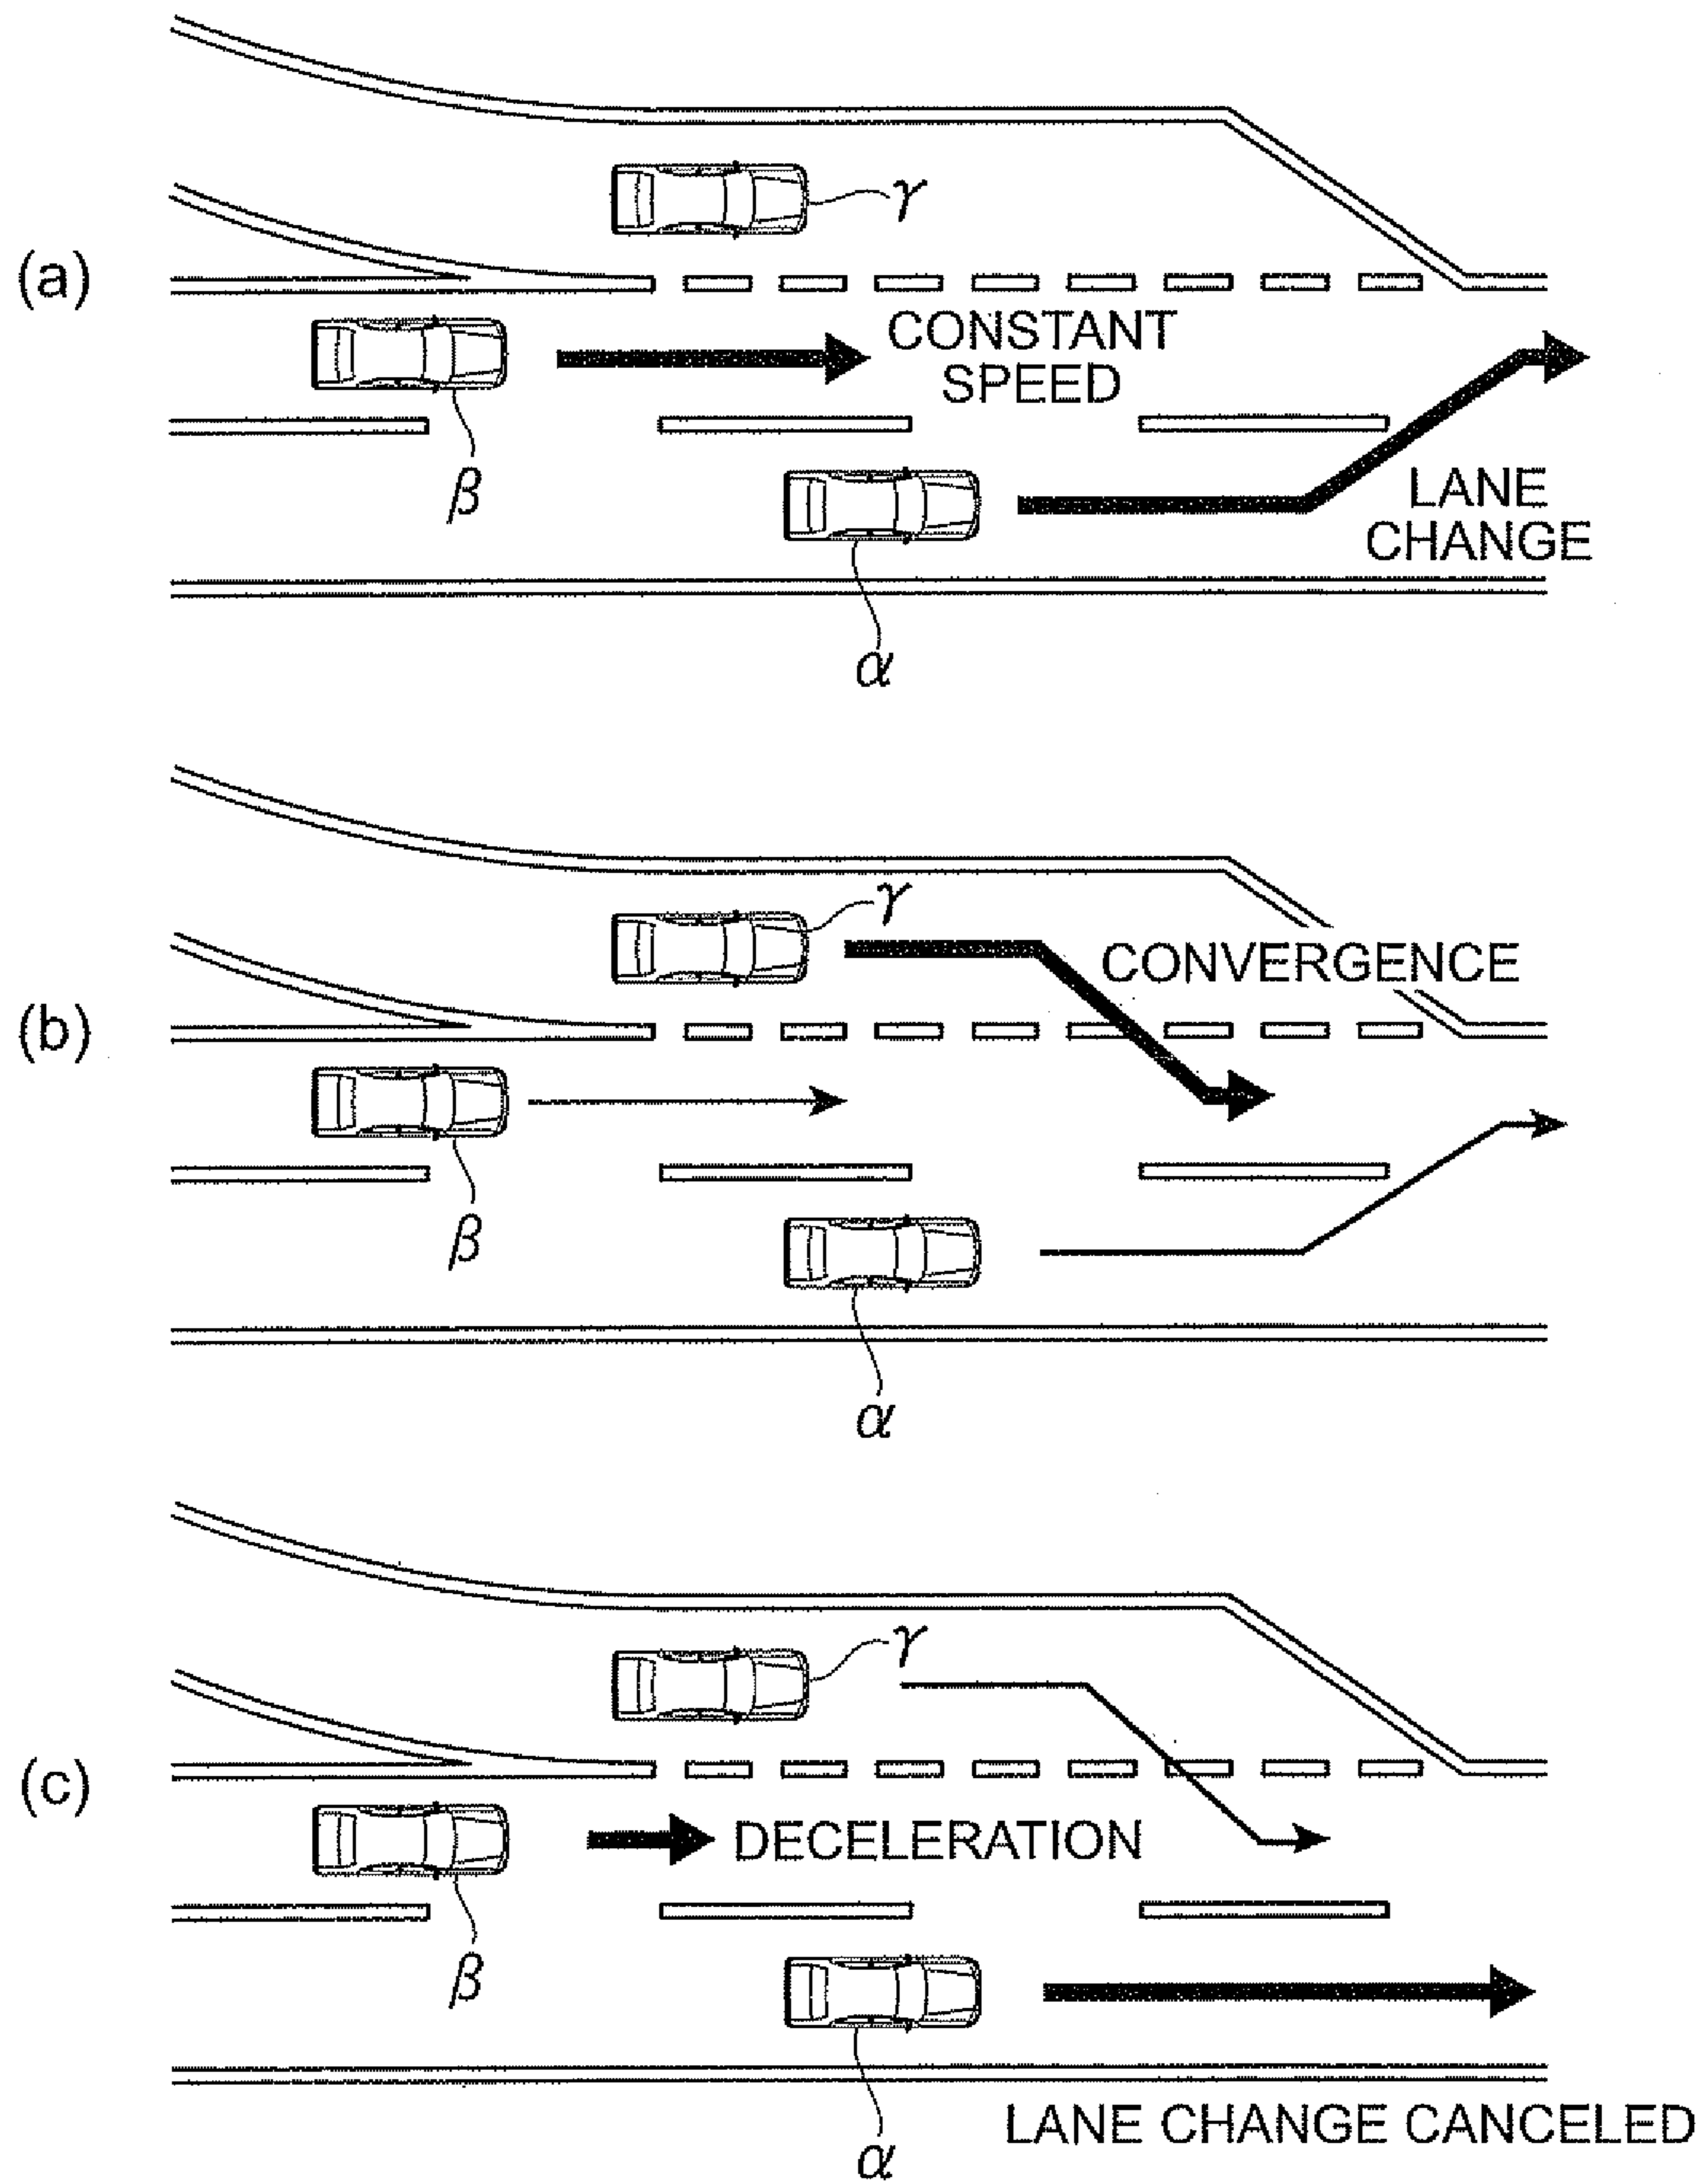 (a)
γ
CONSTANT
SPEED
β
LANE
CHANGE
α
(b)
γ
CONVERGENCE
β
α
(c)
γ
DECELERATION
β
α
LANE CHANGE CANCELED